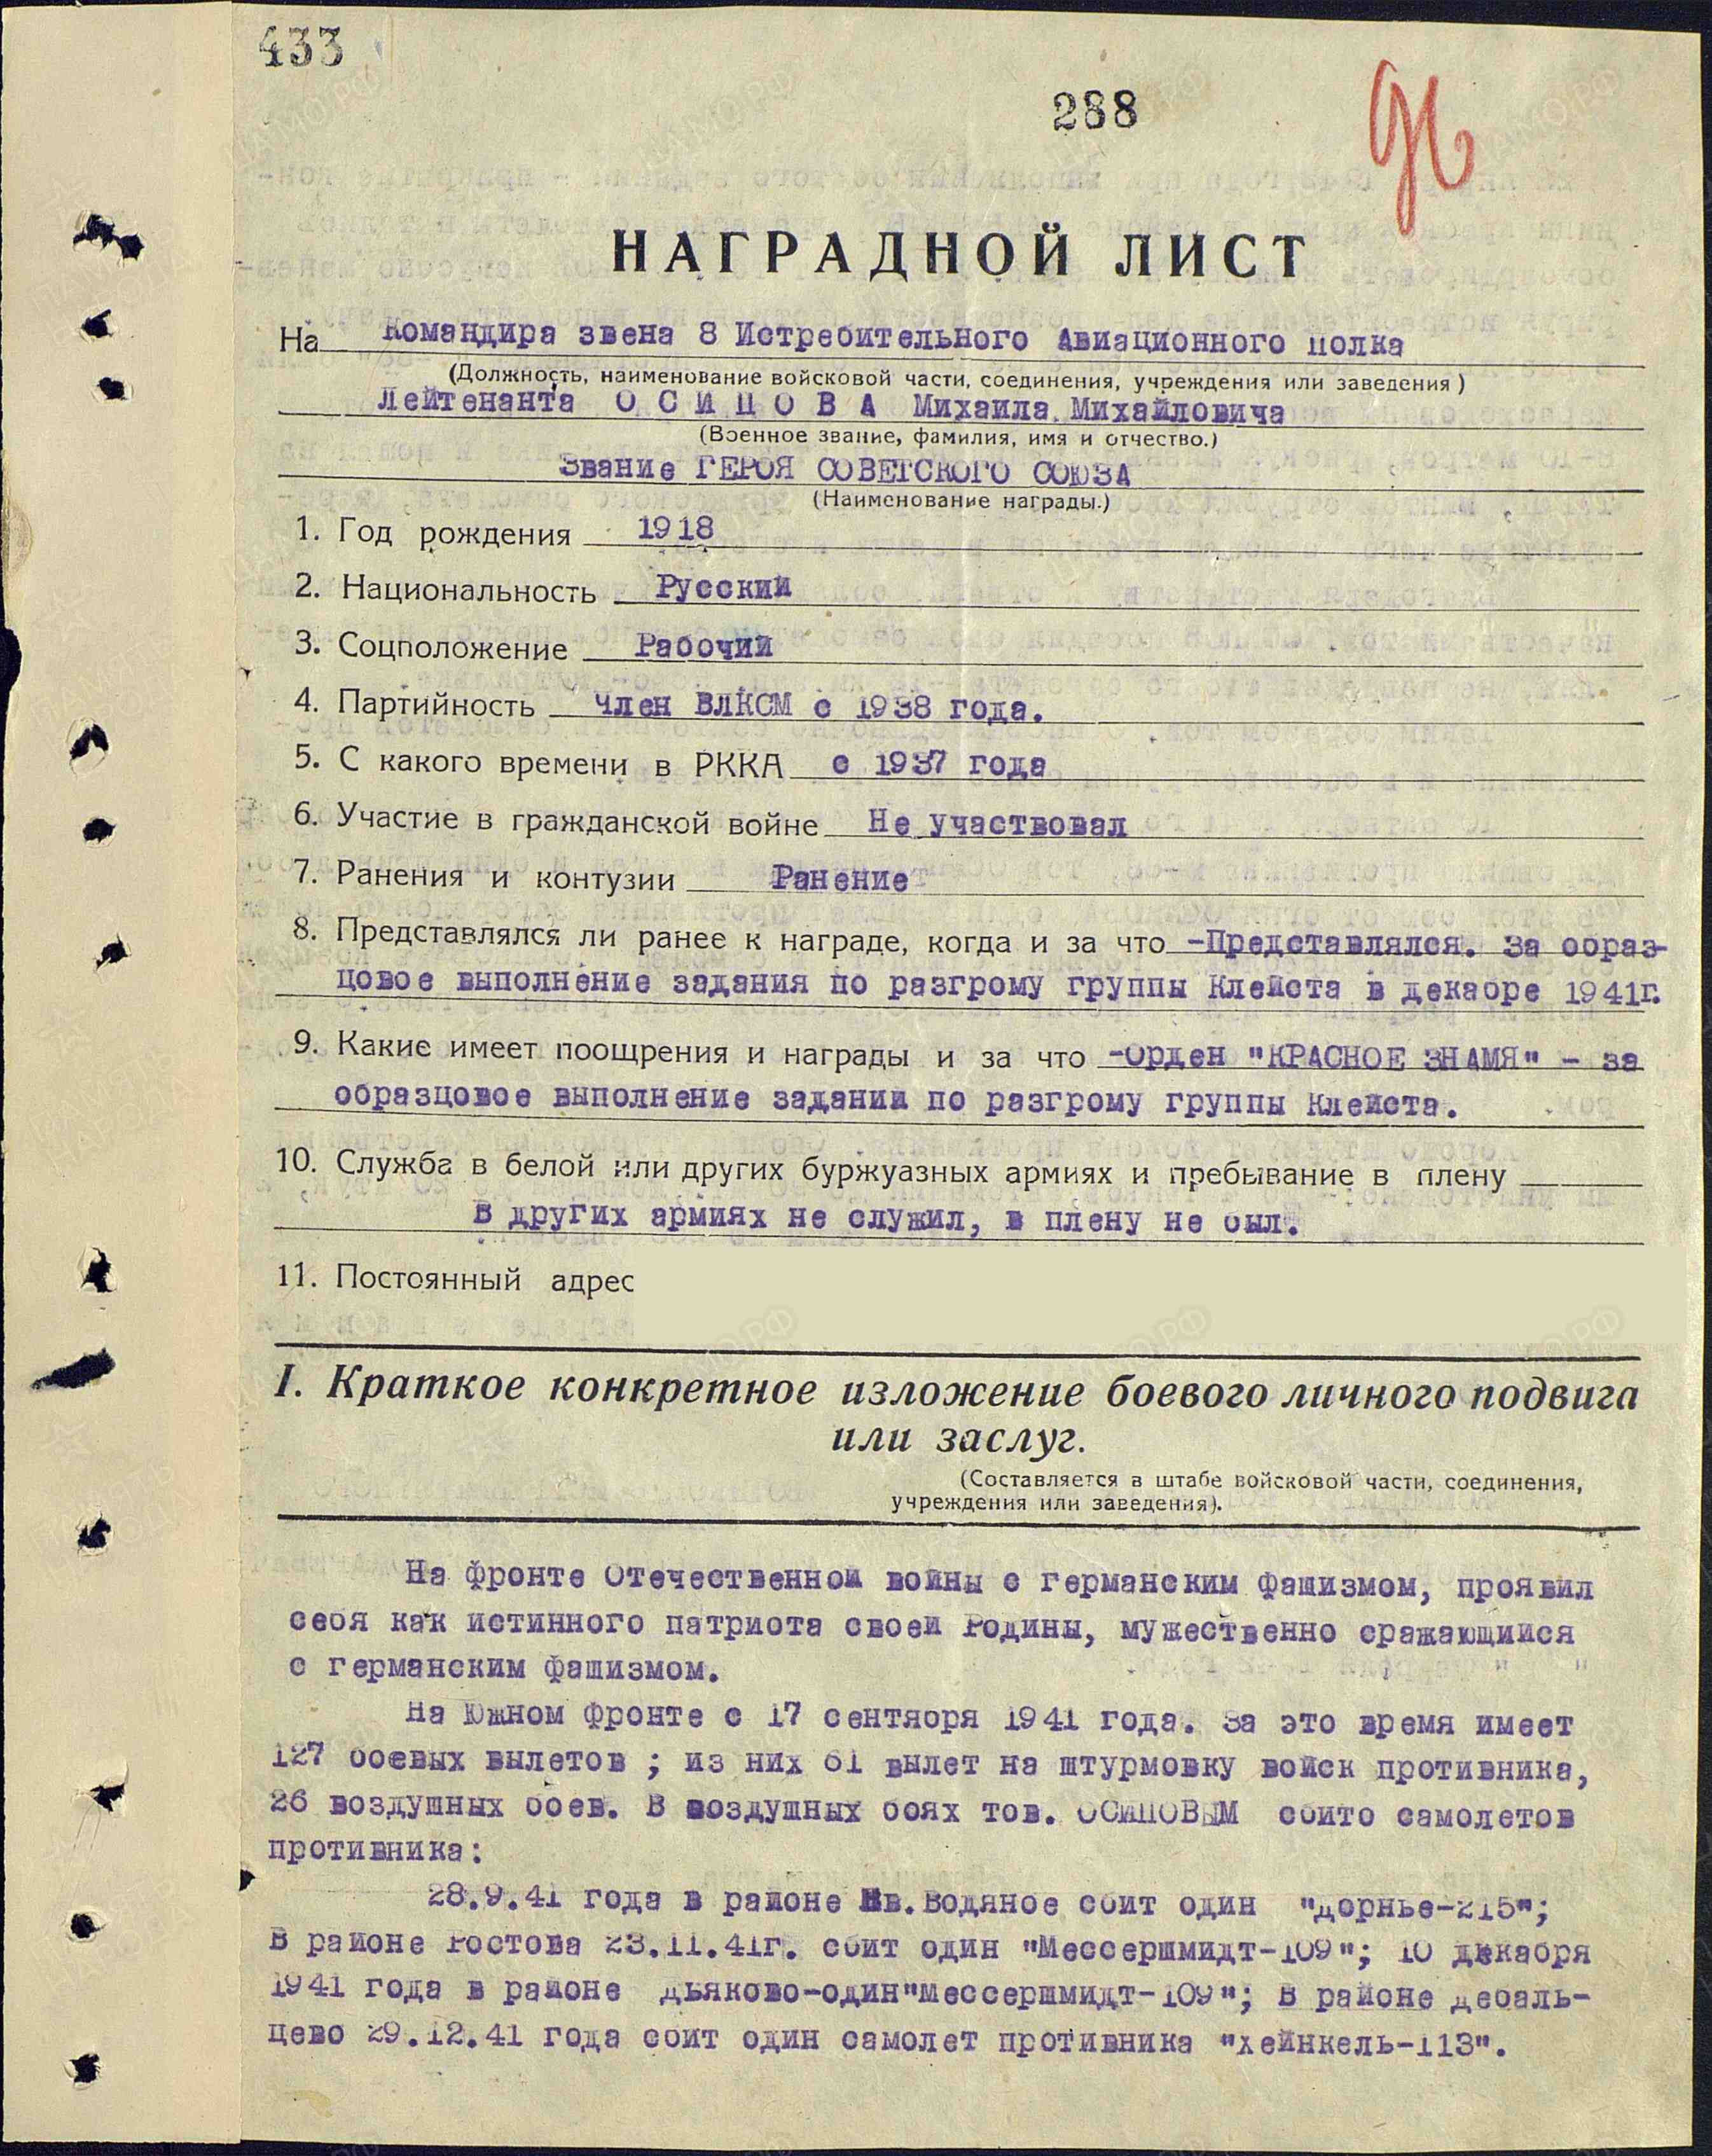 433
288
НАГРАДНОЙ ЛИСТ
На Командира звена 8 Истребительного Авиационного полка
(Должность, наименование войсковой части, соединения, учреждения или заведения)
Лейтенанта ОСИПОВА Михаила Михайловича
(Военное звание, фамилия, имя и отчество.)
Звание ГЕРОЯ СОВЕТСКОГО СОЮЗА
(Наименование награды.)
1. Год рождения 1918
2. Национальность Русский
3. Соцположение Рабочий
4. Партийность Член ВЛКСМ с 1938 года.
5. С какого времени в РККА с 1937 года
6. Участие в гражданской войне Не участвовал
7. Ранения и контузии Ранение
8. Представлялся ли ранее к награде, когда и за что -Представлялся. За образ-
цовое выполнение задания по разгрому группы Клейста в декабре 1941г.
9. Какие имеет поощрения и награды и за что -Орден "КРАСНОЕ ЗНАМЯ" - за
образцовое выполнение заданий по разгрому группы Клейста.
10. Служба в белой или других буржуазных армиях и пребывание в плену
В других армиях не служил, в плену не был.
11. Постоянный адрес
I. Краткое конкретное изложение боевого личного подвига
или заслуг.
(Составляется в штабе войсковой части, соединения,
учреждения или заведения).
На фронте Отечественной войны с германским фашизмом, проявил
себя как истинного патриота своей Родины, мужественно сражающийся
с германским фашизмом.
На Южном фронте с 17 сентября 1941 года. За это время имеет
127 боевых вылетов ; из них 61 вылет на штурмовку войск противника,
26 воздушных боев. В воздушных боях тов. ОСИПОВЫМ сбито самолетов
противника:
28.9.41 года в районе Нв.Водяное сбит один "Дорнье-215";
В районе Ростова 23.11.41г. сбит один "Мессершмидт-109"; 10 декабря
1941 года в районе Дьяково-один"Мессершмидт-109"; В районе Дебаль-
цево 29.12.41 года сбит один самолет противника "Хейнкель-113".